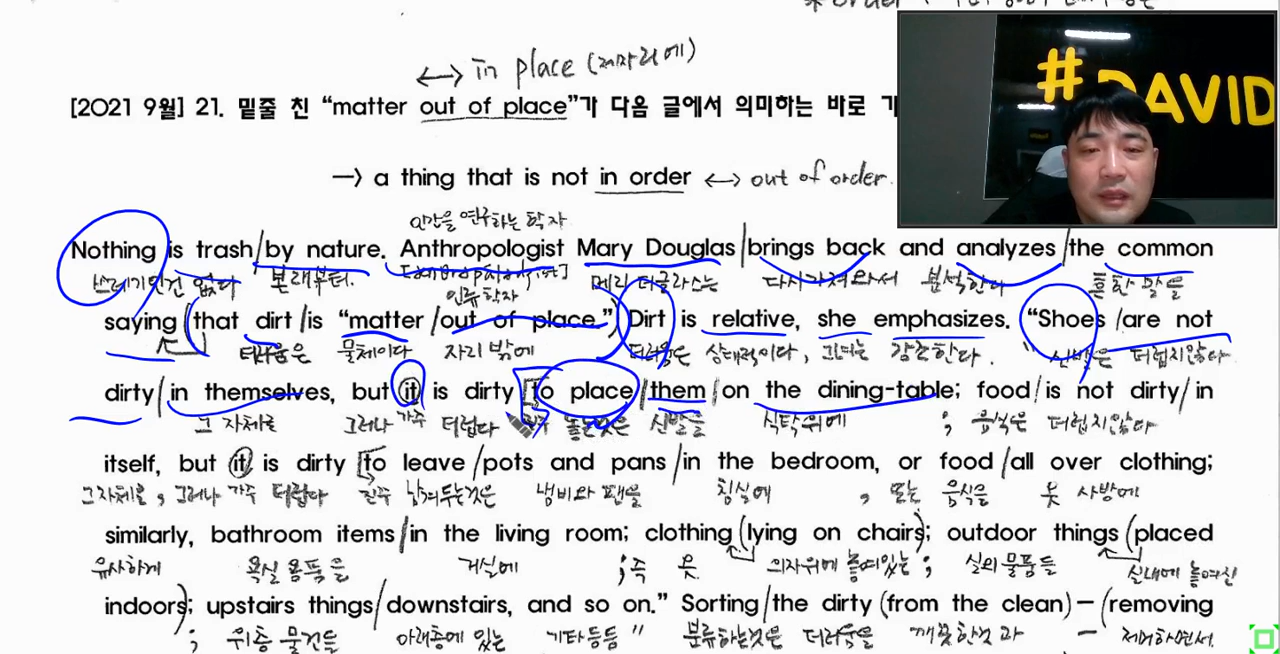 ↔ in place (제자리에)
#DAVID
[2021 9월] 21. 밑줄 친 “matter out of place”가 다음 글에서 의미하는 바로 가
→ a thing that is not in order ↔ out of order.
인간을 연구하는 학자
Nothing is trash/by nature. Anthropologist Mary Douglas/brings back and analyzes/the common
쓰레기인건 없다 본래부터. 메리 더글라스는 다시가져와서 분석한다 흔한 말을
인류학자
saying (that dirt/is “matter/out of place.”) Dirt is relative, she emphasizes. “Shoes/are not
더러움은 물체이다 자리 밖에 더러움은 상대적이다, 그녀는 강조한다. “ 신발은 더럽지않다
dirty/in themselves, but it is dirty [to place/them/on the dining-table; food/is not dirty/in
그 자체로 그러나 가주 더럽다 진주 놓는것은 신발을 식탁위에 ; 음식은 더럽지않다
itself, but it is dirty [to leave/pots and pans/in the bedroom, or food/all over clothing;
그자체로, 그러나 가주 더럽다 진주 남겨두는것은 냄비와 팬을 침실에 , 또는 음식을 옷 사방에
similarly, bathroom items/in the living room; clothing (lying on chairs); outdoor things (placed
유사하게 욕실 용품을 거실에 ; 즉 옷 의자위에 놓여있는 ; 실외 물품들 실내에 놓여진
indoors); upstairs things/downstairs, and so on.” Sorting/the dirty (from the clean) – (removing
; 위층 물건들 아래층에 있는 기타등등 ” 분류하는것은 더러움을 깨끗한것 과 – 제거하면서